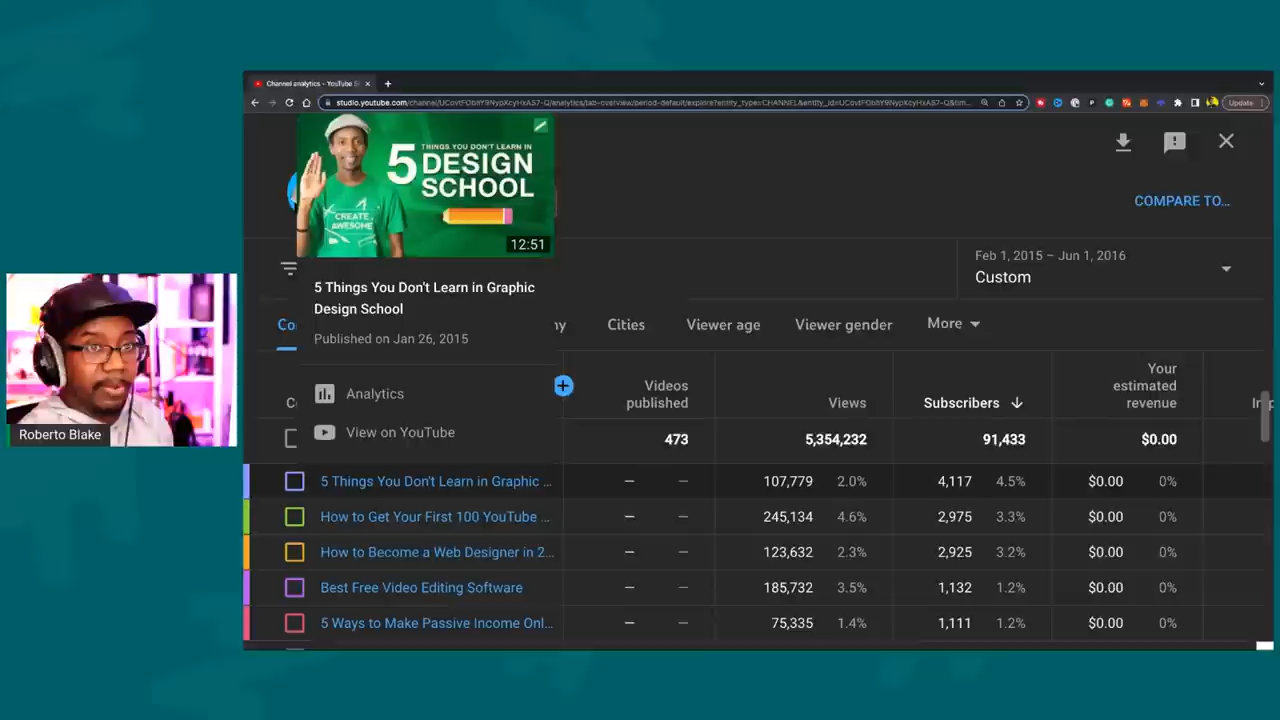 Channel analytics - YouTube S
studio.youtube.com
THINGS YOU DON'T LEARN IN
5 DESIGN
SCHOOL
CREATE
AWESOME
12:51
COMPARE TO...
5 Things You Don't Learn in Graphic
Design School
Published on Jan 26, 2015
Feb 1, 2015 – Jun 1, 2016
Custom
Co
ny
Cities
Viewer age
Viewer gender
More
Analytics
View on YouTube
Co
Videos
published
Views
Subscribers
Your
estimated
revenue
Imp
473
5,354,232
91,433
$0.00
5 Things You Don't Learn in Graphic ... — — 107,779 2.0% 4,117 4.5% $0.00 0%
How to Get Your First 100 YouTube ... — — 245,134 4.6% 2,975 3.3% $0.00 0%
How to Become a Web Designer in 2... — — 123,632 2.3% 2,925 3.2% $0.00 0%
Best Free Video Editing Software — — 185,732 3.5% 1,132 1.2% $0.00 0%
5 Ways to Make Passive Income Onl... — — 75,335 1.4% 1,111 1.2% $0.00 0%
Update
Roberto Blake